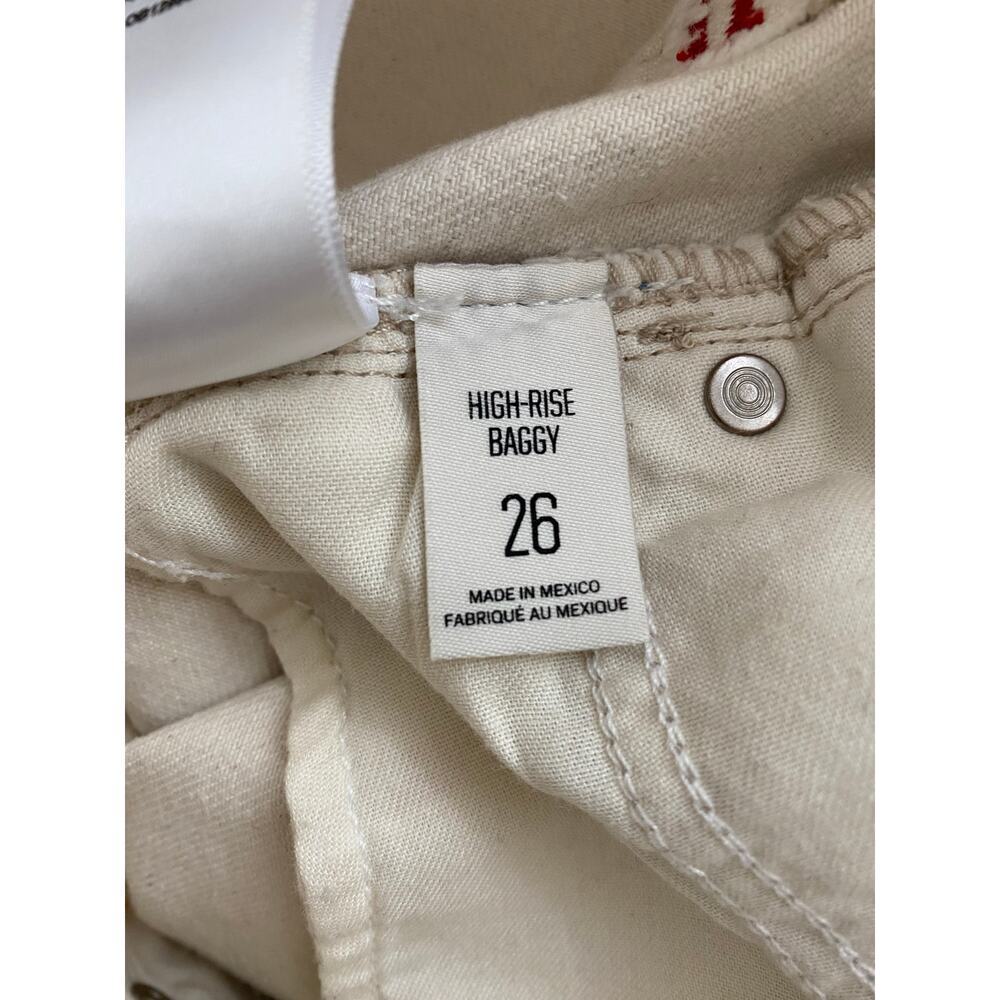 HIGH-RISE
BAGGY
26
MADE IN MEXICO
FABRIQUÉ AU MEXIQUE